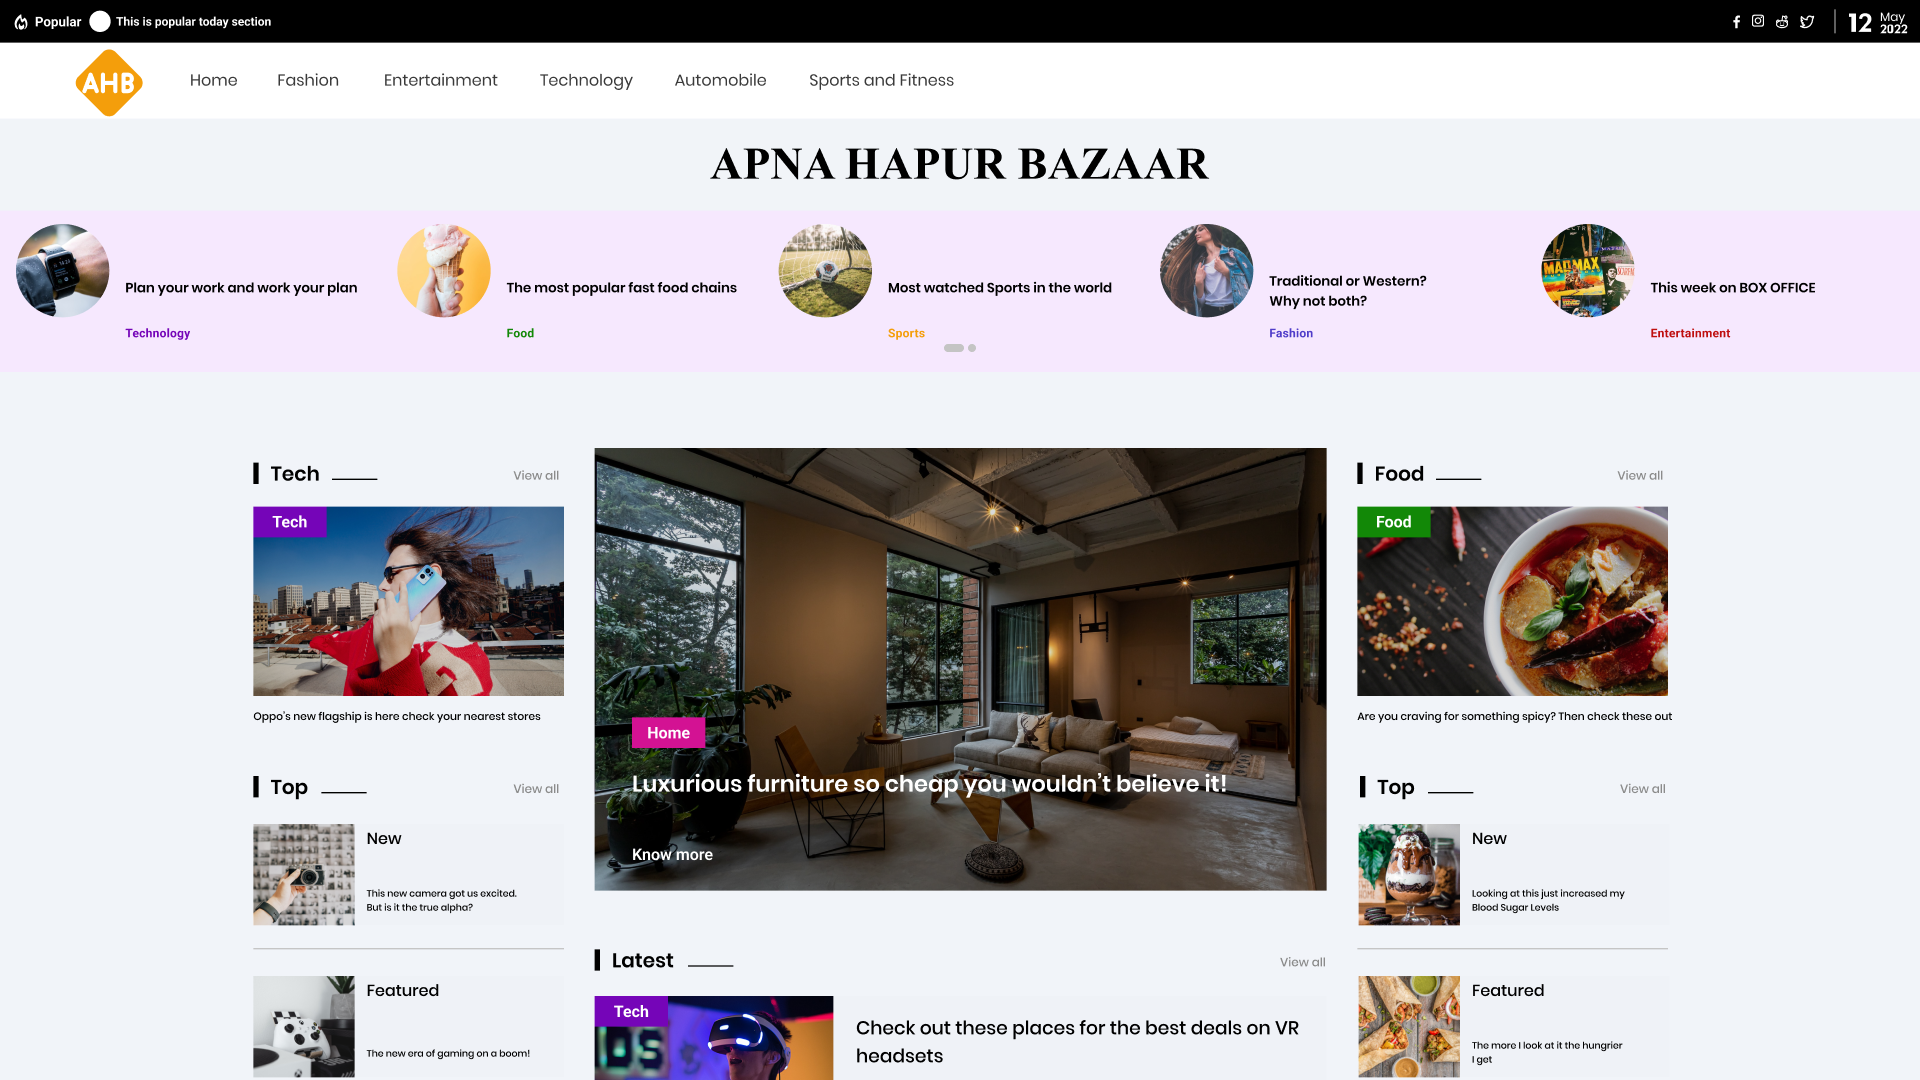 Popular
This is popular today section
12
May
2022
AHB
Home
Fashion
Entertainment
Technology
Automobile
Sports and Fitness
APNA HAPUR BAZAAR
Plan your work and work your plan
Technology
The most popular fast food chains
Food
Most watched Sports in the world
Sports
Traditional or Western?
Why not both?
Fashion
MAD MAX
This week on BOX OFFICE
Entertainment
Tech
View all
Tech
Oppo's new flagship is here check your nearest stores
Top
View all
New
This new camera got us excited.
But is it the true alpha?
Featured
The new era of gaming on a boom!
Home
Luxurious furniture so cheap you wouldn't believe it!
Know more
Latest
View all
Tech
Check out these places for the best deals on VR
headsets
Food
View all
Food
Are you craving for something spicy? Then check these out
Top
View all
New
Looking at this just increased my
Blood Sugar Levels
Featured
The more I look at it the hungrier
I get